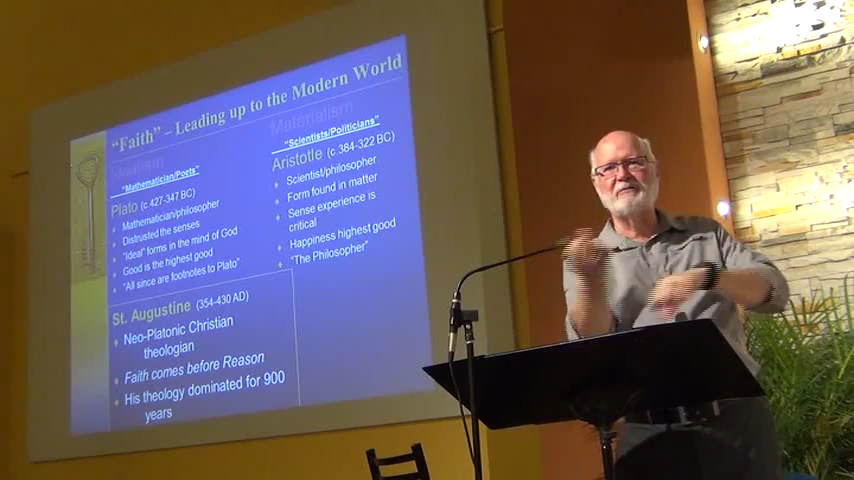 “Faith” – Leading up to the Modern World
Idealism
“Mathematician/Poets”
Plato (c 427-347 BC)
Mathematician/philosopher
Distrusted the senses
“Ideal” forms in the mind of God
Good is the highest good
“All since are footnotes to Plato”
Materialism
“Scientists/Politicians”
Aristotle (c.384-322 BC)
Scientist/philosopher
Form found in matter
Sense experience is
critical
Happiness highest good
“The Philosopher”
St. Augustine (354-430 AD)
Neo-Platonic Christian
theologian
Faith comes before Reason
His theology dominated for 900
years